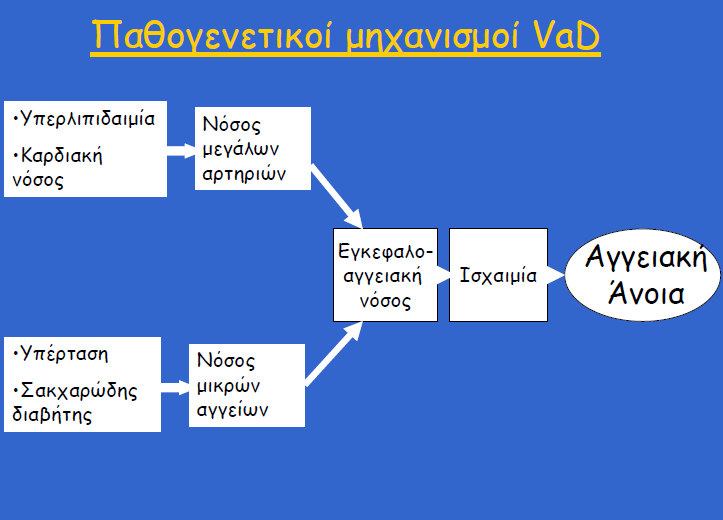 Παθογενετικοί μηχανισμοί VaD
•Υπερλιπιδαιμία
•Καρδιακή
νόσος
Νόσος
μεγάλων
αρτηριών
Εγκεφαλο-
αγγειακή
νόσος
Ισχαιμία
Αγγειακή
Άνοια
•Υπέρταση
•Σακχαρώδης
διαβήτης
Νόσος
μικρών
αγγείων